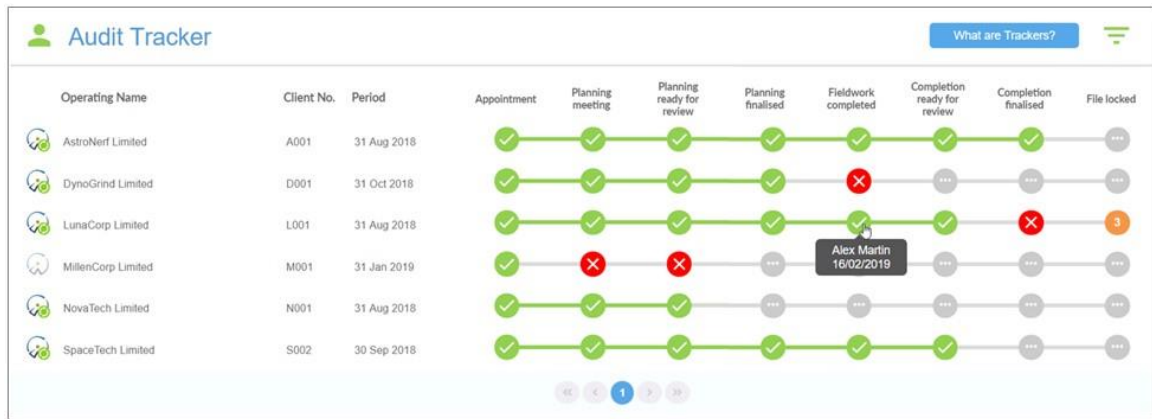 Audit Tracker
What are Trackers?
Operating Name Client No. Period Appointment Planning meeting Planning ready for review Planning finalised Fieldwork completed Completion ready for review Completion finalised File locked
AstroNerf Limited A001 31 Aug 2018
DynoGrind Limited D001 31 Oct 2018
LunaCorp Limited L001 31 Aug 2018 3
Alex Martin
16/02/2019
MillenCorp Limited M001 31 Jan 2019
NovaTech Limited N001 31 Aug 2018
SpaceTech Limited S002 30 Sep 2018
1